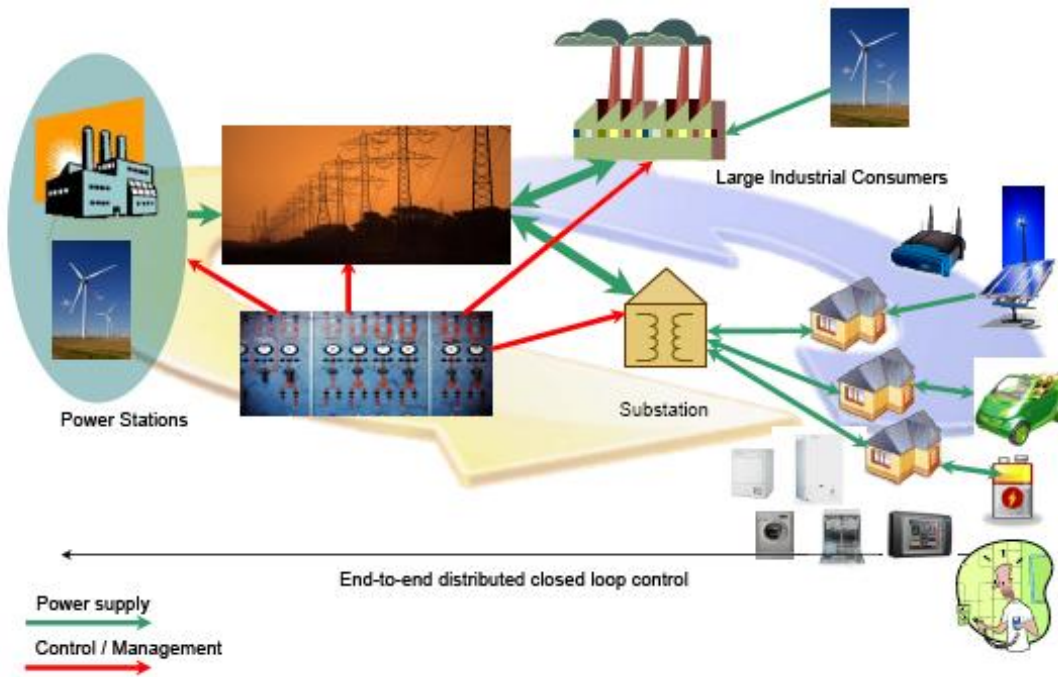 Large Industrial Consumers
Power Stations
Substation
End-to-end distributed closed loop control
Power supply
Control / Management